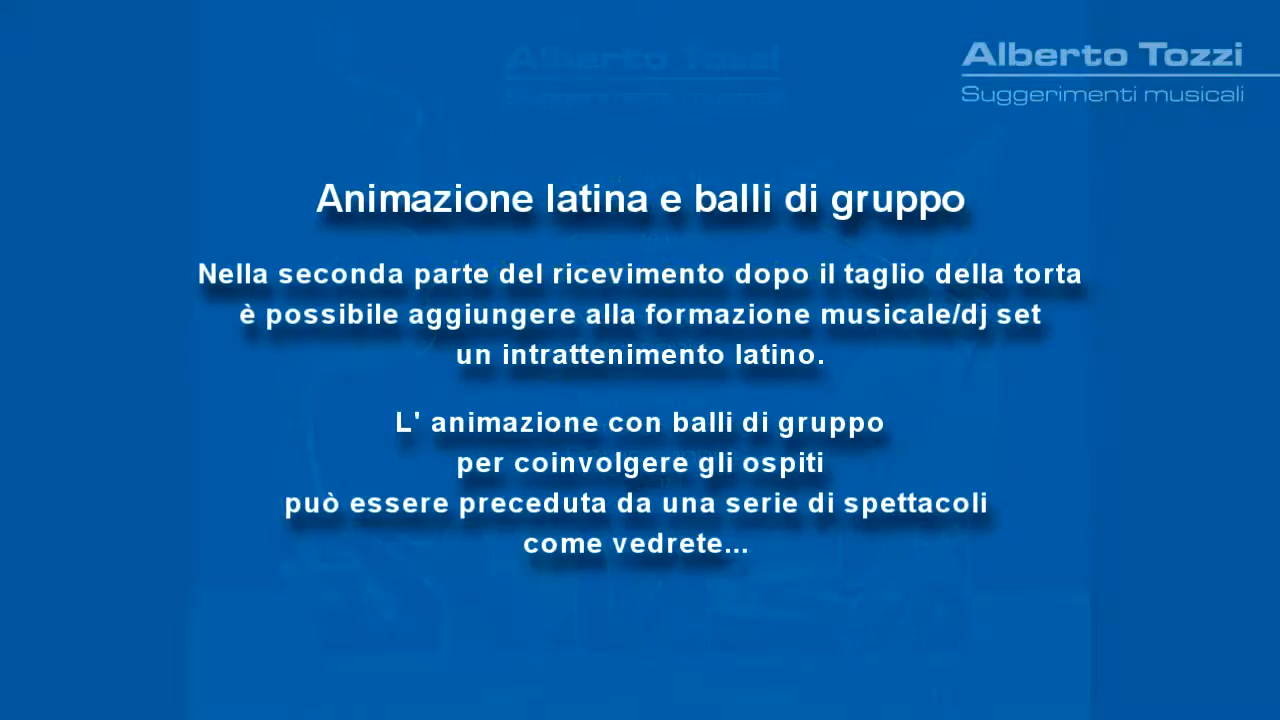 Alberto Tozzi
Suggerimenti musicali
Animazione latina e balli di gruppo
Nella seconda parte del ricevimento dopo il taglio della torta
è possibile aggiungere alla formazione musicale/dj set
un intrattenimento latino.
L' animazione con balli di gruppo
per coinvolgere gli ospiti
può essere preceduta da una serie di spettacoli
come vedrete...